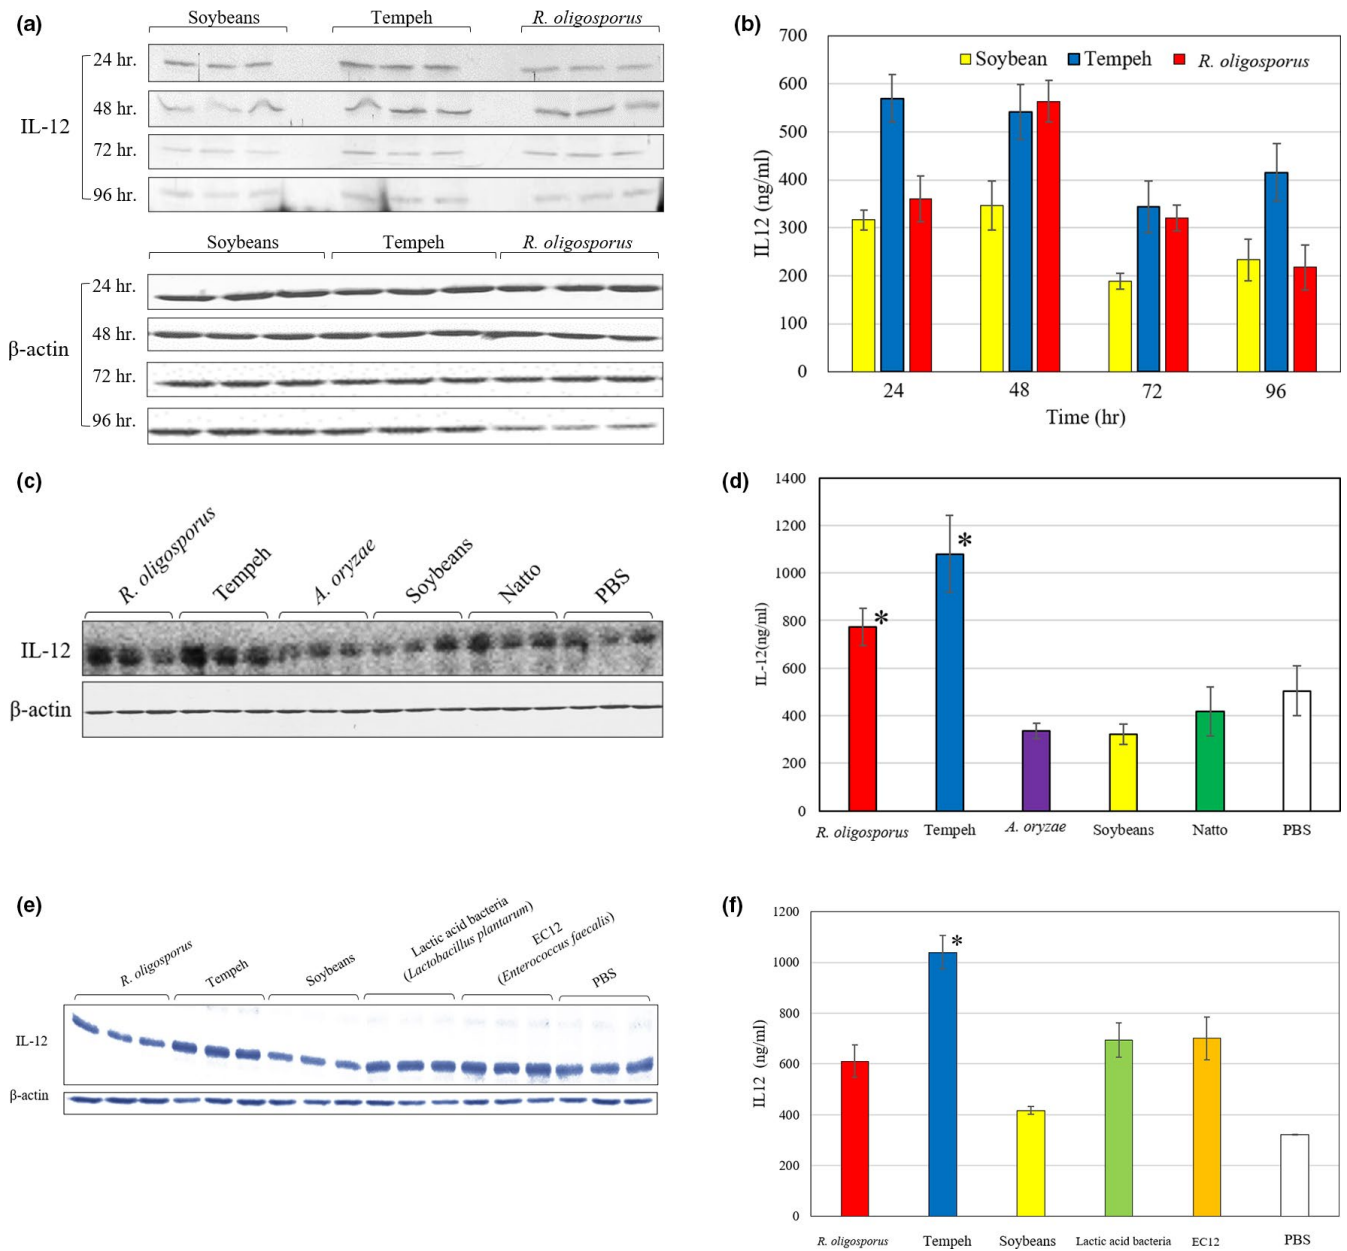 (a)
Soybeans Tempeh R. oligosporus
IL-12
24 hr.
48 hr.
72 hr.
96 hr.
Soybeans Tempeh R. oligosporus
β-actin
24 hr.
48 hr.
72 hr.
96 hr.
(b)
700
600
500
400
300
200
100
0
IL12 (ng/ml)
Soybean Tempeh R. oligosporus
24 48 72 96
Time (hr)
(c)
R. oligosporus Tempeh A. oryzae Soybeans Natto PBS
IL-12
β-actin
(d)
1400
1200
1000
800
600
400
200
0
IL-12(ng/ml)
*
*
R. oligosporus Tempeh A. oryzae Soybeans Natto PBS
(e)
R. oligosporus
Tempeh
Soybeans
Lactic acid bacteria
(Lactobacillus plantarum)
EC12
(Enterococcus faecalis)
PBS
IL-12
β-actin
(f)
1200
1000
800
600
400
200
0
IL12 (ng/ml)
*
R. oligosporus Tempeh Soybeans Lactic acid bacteria EC12 PBS